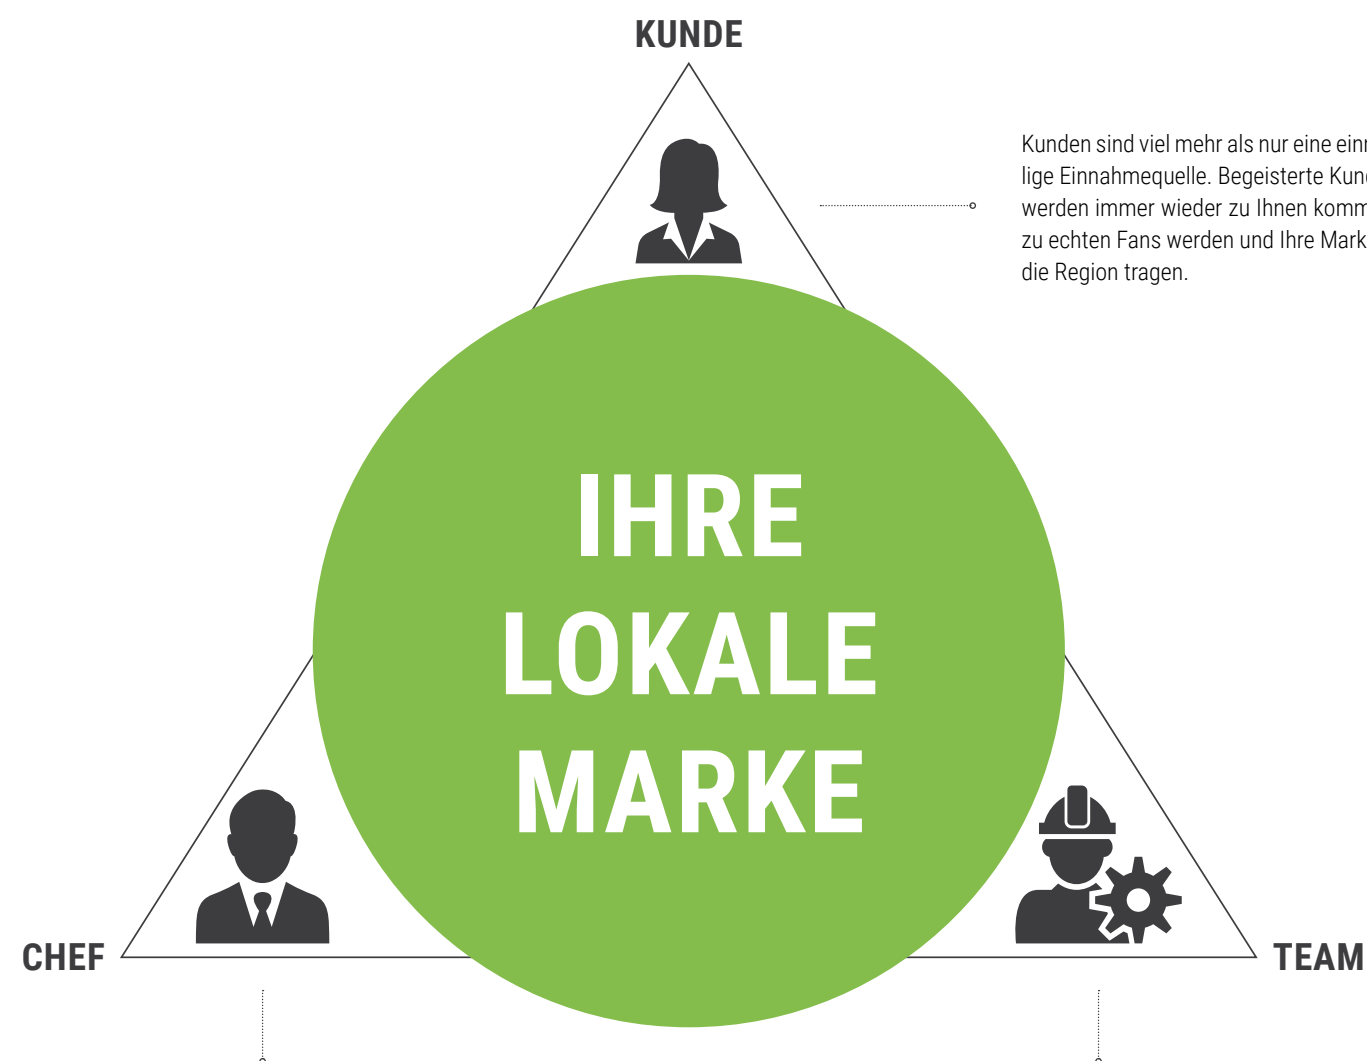 KUNDE
Kunden sind viel mehr als nur eine
lige Einnahmequelle. Begeisterte
werden immer wieder zu Ihnen
zu echten Fans werden und Ihre
die Region tragen.
IHRE
LOKALE
MARKE
CHEF
TEAM